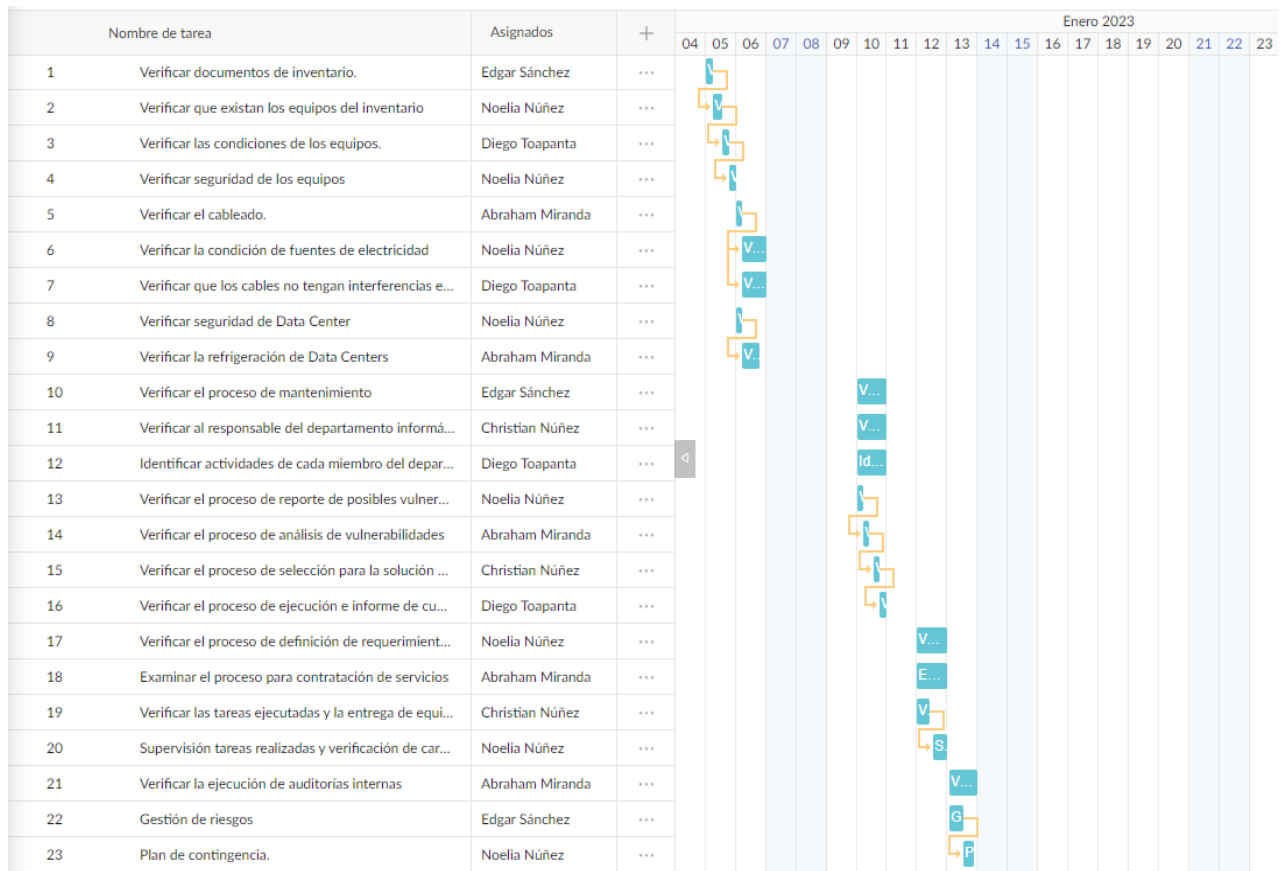 Nombre de tarea Asignados + Enero 2023
04 05 06 07 08 09 10 11 12 13 14 15 16 17 18 19 20 21 22 23
1 Verificar documentos de inventario. Edgar Sánchez ... V
2 Verificar que existan los equipos del inventario Noelia Núñez ... V
3 Verificar las condiciones de los equipos. Diego Toapanta ... V
4 Verificar seguridad de los equipos Noelia Núñez ... V
5 Verificar el cableado. Abraham Miranda ... V
6 Verificar la condición de fuentes de electricidad Noelia Núñez ... V...
7 Verificar que los cables no tengan interferencias e... Diego Toapanta ... V...
8 Verificar seguridad de Data Center Noelia Núñez ... V
9 Verificar la refrigeración de Data Centers Abraham Miranda ... V.
10 Verificar el proceso de mantenimiento Edgar Sánchez ... V...
11 Verificar al responsable del departamento informá... Christian Núñez ... V...
12 Identificar actividades de cada miembro del depar... Diego Toapanta ... Id...
13 Verificar el proceso de reporte de posibles vulner... Noelia Núñez ... V
14 Verificar el proceso de análisis de vulnerabilidades Abraham Miranda ... V
15 Verificar el proceso de selección para la solución ... Christian Núñez ... V
16 Verificar el proceso de ejecución e informe de cu... Diego Toapanta ... V
17 Verificar el proceso de definición de requerimient... Noelia Núñez ... V...
18 Examinar el proceso para contratación de servicios Abraham Miranda ... E...
19 Verificar las tareas ejecutadas y la entrega de equi... Christian Núñez ... V.
20 Supervisión tareas realizadas y verificación de car... Noelia Núñez ... S.
21 Verificar la ejecución de auditorías internas Abraham Miranda ... V...
22 Gestión de riesgos Edgar Sánchez ... G
23 Plan de contingencia. Noelia Núñez ... P